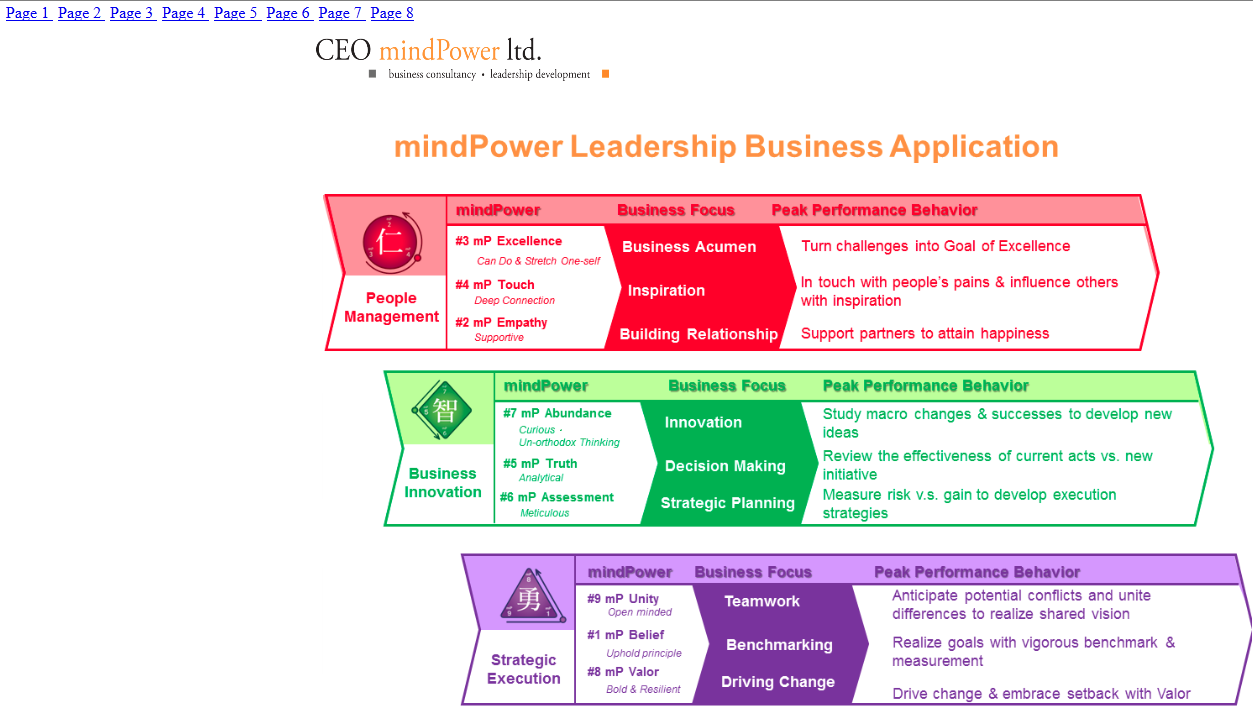 Page 1 Page 2 Page 3 Page 4 Page 5 Page 6 Page 7 Page 8
CEO mindPower ltd.
business consultancy • leadership development
mindPower Leadership Business Application
mindPower Business Focus Peak Performance Behavior
2
仁
3 4
People
Management
#3 mP Excellence
Can Do & Stretch One-self
Business Acumen
Turn challenges into Goal of Excellence
#4 mP Touch
Deep Connection
Inspiration
In touch with people's pains & influence others
with inspiration
#2 mP Empathy
Supportive
Building Relationship
Support partners to attain happiness
mindPower Business Focus Peak Performance Behavior
7
5 智
6
Business
Innovation
#7 mP Abundance
Curious ·
Un-orthodox Thinking
Innovation
Study macro changes & successes to develop new
ideas
#5 mP Truth
Analytical
Decision Making
Review the effectiveness of current acts vs. new
initiative
#6 mP Assessment
Meticulous
Strategic Planning
Measure risk v.s. gain to develop execution
strategies
mindPower Business Focus Peak Performance Behavior
8
勇
9 1
Strategic
Execution
#9 mP Unity
Open minded
Teamwork
Anticipate potential conflicts and unite
differences to realize shared vision
#1 mP Belief
Uphold principle
Benchmarking
Realize goals with vigorous benchmark &
measurement
#8 mP Valor
Bold & Resilient
Driving Change
Drive change & embrace setback with Valor